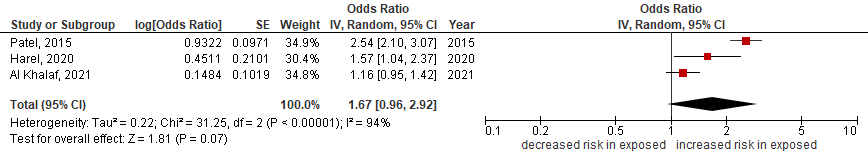 Odds Ratio Odds Ratio
Study or Subgroup log[Odds Ratio] SE Weight IV, Random, 95% CI Year IV, Random, 95% CI
Patel, 2015 0.9322 0.0971 34.9% 2.54 [2.10, 3.07] 2015
Harel, 2020 0.4511 0.2101 30.4% 1.57 [1.04, 2.37] 2020
Al Khalaf, 2021 0.1484 0.1019 34.8% 1.16 [0.95, 1.42] 2021
Total (95% CI) 100.0% 1.67 [0.96, 2.92]
Heterogeneity: Tau² = 0.22; Chi² = 31.25, df = 2 (P < 0.00001); I² = 94%
Test for overall effect: Z = 1.81 (P = 0.07)
0.1 0.2 0.5 1 2 5 10
decreased risk in exposed increased risk in exposed